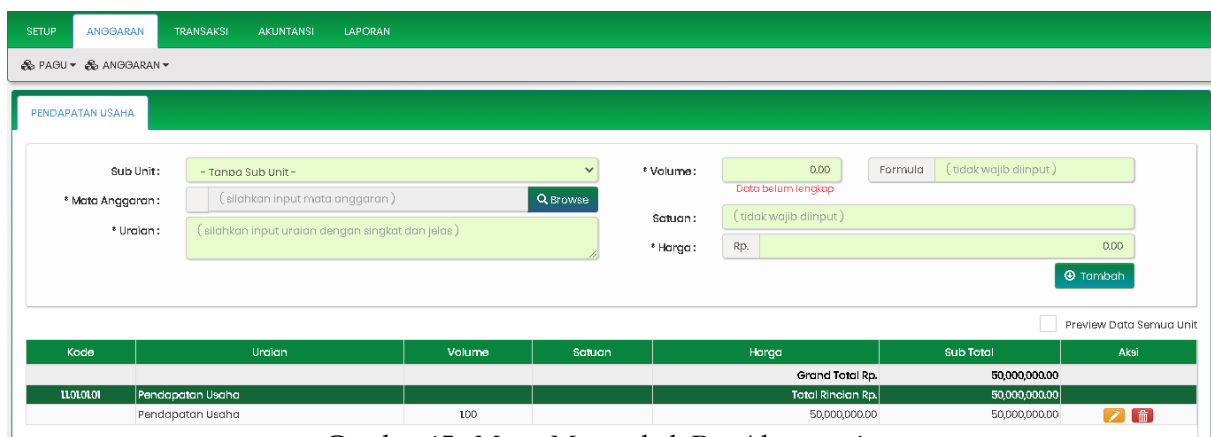 SETUP ANGGARAN TRANSAKSI AKUNTANSI LAPORAN
PAGU ANGGARAN
PENDAPATAN USAHA
Sub Unit : - Tanpa Sub Unit -
* Mata Anggaran : ( silahkan input mata anggaran ) Browse
* Uraian : ( silahkan input uraian dengan singkat dan jelas )
* Volume : 0.00 Formula ( tidak wajib diinput )
Data belum lengkap
Satuan : ( tidak wajib diinput )
* Harga : Rp. 0.00
Tambah
Preview Data Semua Unit
Kode Uraian Volume Satuan Harga Sub Total Aksi
Grand Total Rp. 50,000,000.00
1.1.01.01.01 Pendapatan Usaha Total Rincian Rp. 50,000,000.00
Pendapatan Usaha 1.00 50,000,000.00 50,000,000.00